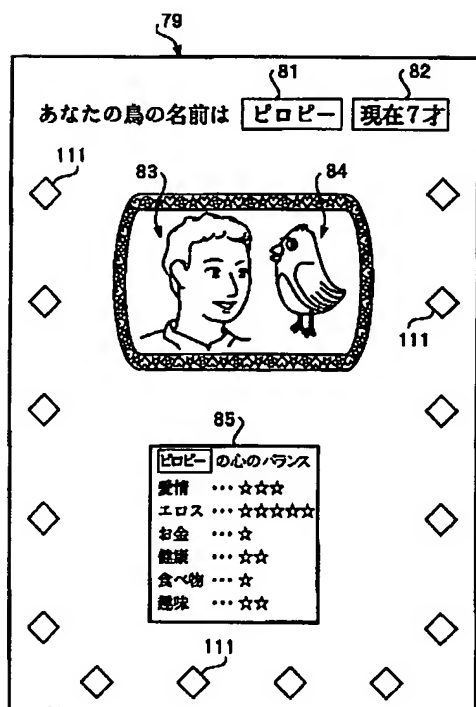 79
81
82
あなたの鳥の名前は ピロピー 現在7才
111
83
84
111
85
ピロピー の心のバランス
愛情 …☆☆☆
エロス …☆☆☆☆☆
お金 …☆
健康 …☆☆
食べ物 …☆
趣味 …☆☆
111